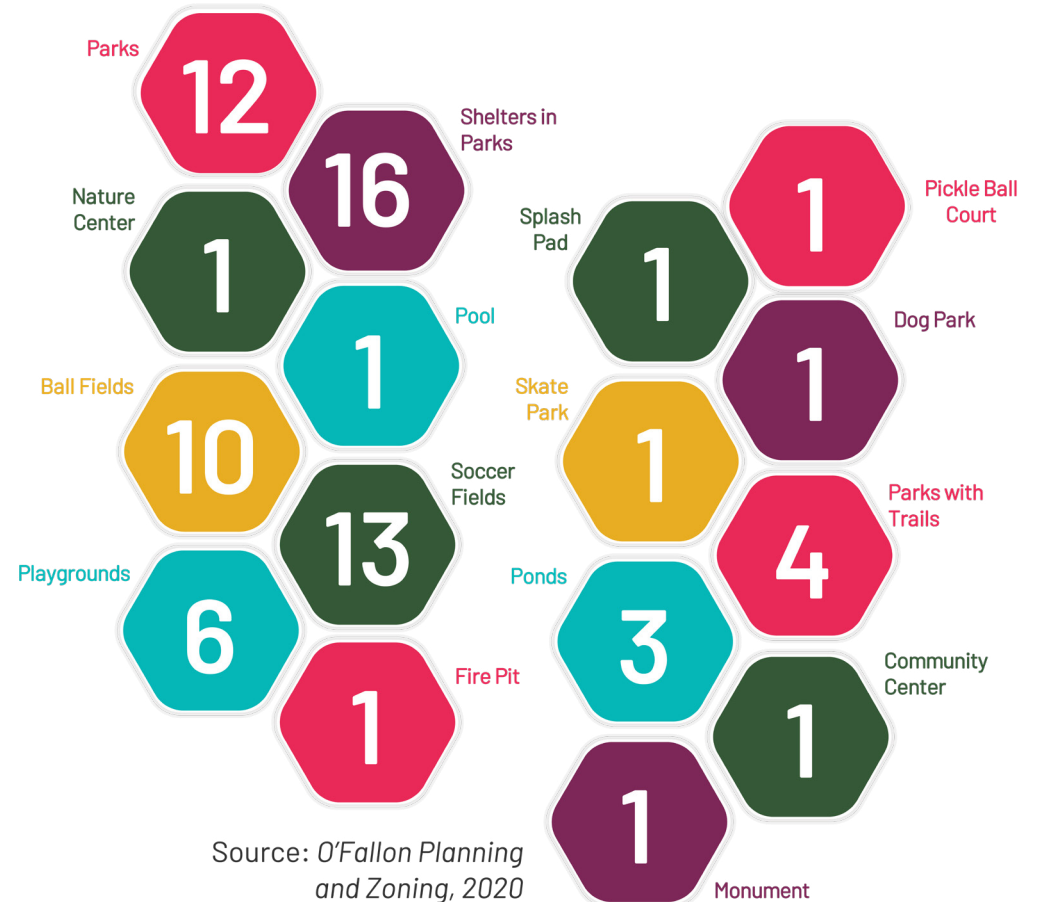 Parks
12
Shelters in
Parks
16
Nature
Center
1
Pool
1
Ball Fields
10
Soccer
Fields
13
Playgrounds
6
Fire Pit
1
Pickle Ball
Court
1
Splash
Pad
1
Dog Park
1
Skate
Park
1
Parks with
Trails
4
Ponds
3
Community
Center
1
Monument
1
Source: O'Fallon Planning
and Zoning, 2020